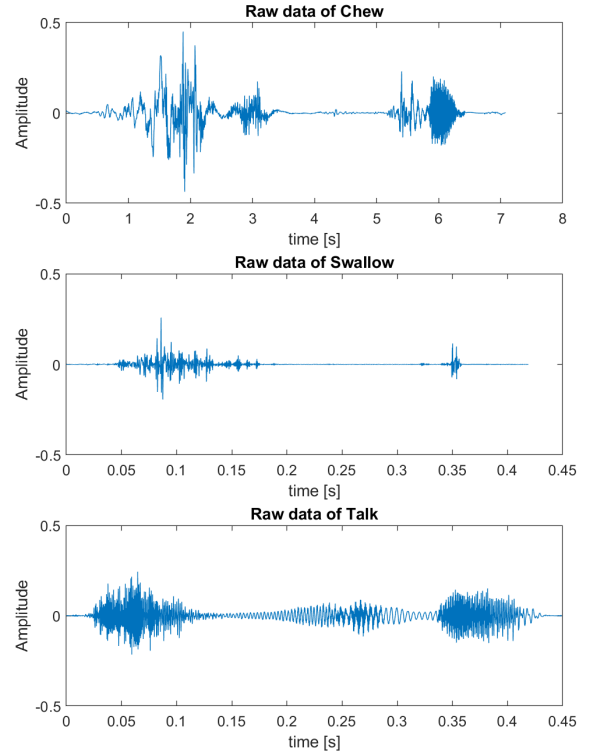 Raw data of Chew
0.5
0
-0.5
Amplitude
0 1 2 3 4 5 6 7 8
time [s]
Raw data of Swallow
0.5
0
-0.5
Amplitude
0 0.05 0.1 0.15 0.2 0.25 0.3 0.35 0.4 0.45
time [s]
Raw data of Talk
0.5
0
-0.5
Amplitude
0 0.05 0.1 0.15 0.2 0.25 0.3 0.35 0.4 0.45
time [s]